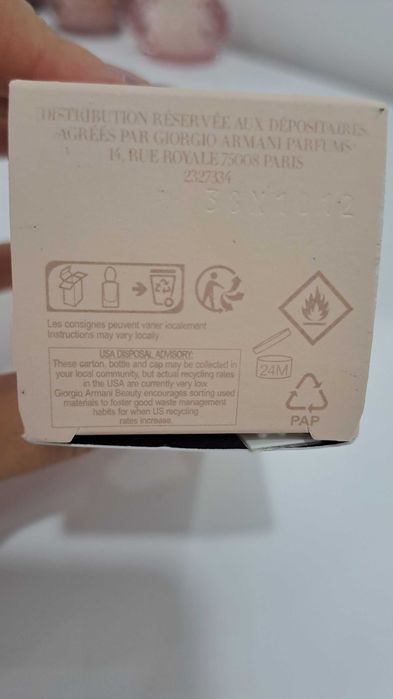 DISTRIBUTION RÉSERVÉE AUX DÉPOSITAIRES
AGRÉÉS PAR GIORGIO ARMANI PARFUMS
14, RUE ROYALE 75008 PARIS
2327334
38X1012
Les consignes peuvent varier localement
Instructions may vary locally
USA DISPOSAL ADVISORY:
These carton, bottle and cap may be collected in
your local community, but actual recycling rates
in the USA are currently very low.
Giorgio Armani Beauty encourages sorting used
materials to foster good waste management
habits for when US recycling
rates increase.
24M
PAP